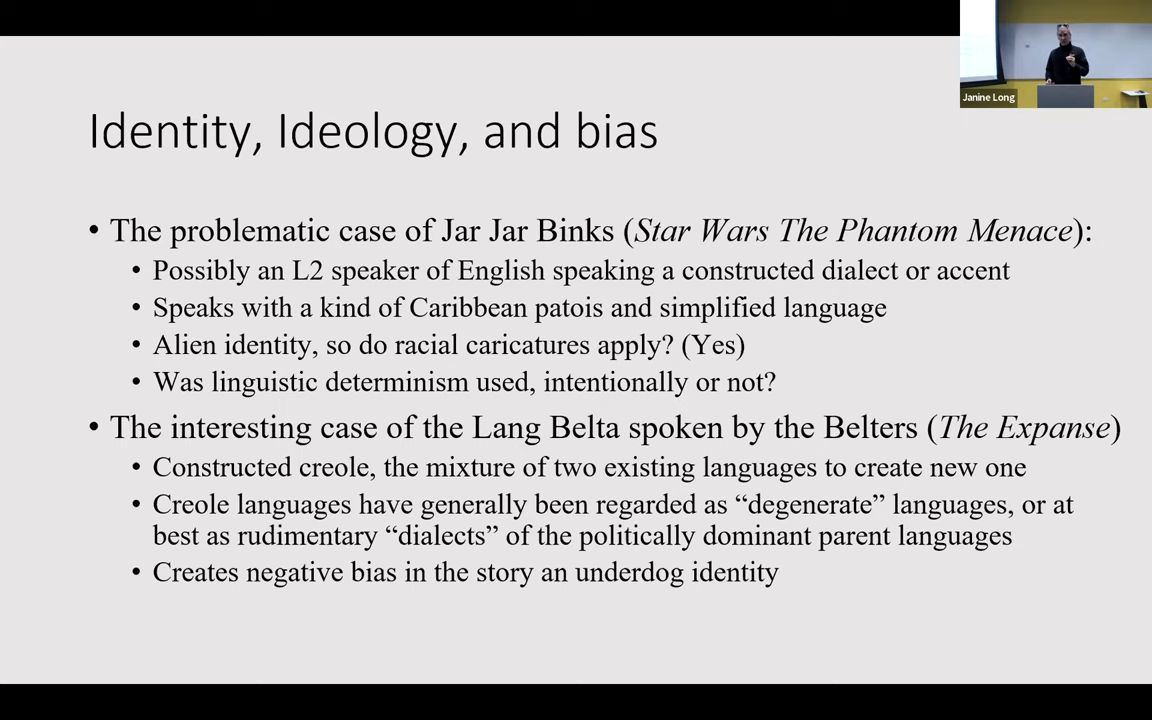 Janine Long
Identity, Ideology, and bias
• The problematic case of Jar Jar Binks (Star Wars The Phantom Menace):
• Possibly an L2 speaker of English speaking a constructed dialect or accent
• Speaks with a kind of Caribbean patois and simplified language
• Alien identity, so do racial caricatures apply? (Yes)
• Was linguistic determinism used, intentionally or not?
• The interesting case of the Lang Belta spoken by the Belters (The Expanse)
• Constructed creole, the mixture of two existing languages to create new one
• Creole languages have generally been regarded as “degenerate” languages, or at
best as rudimentary “dialects” of the politically dominant parent languages
• Creates negative bias in the story an underdog identity